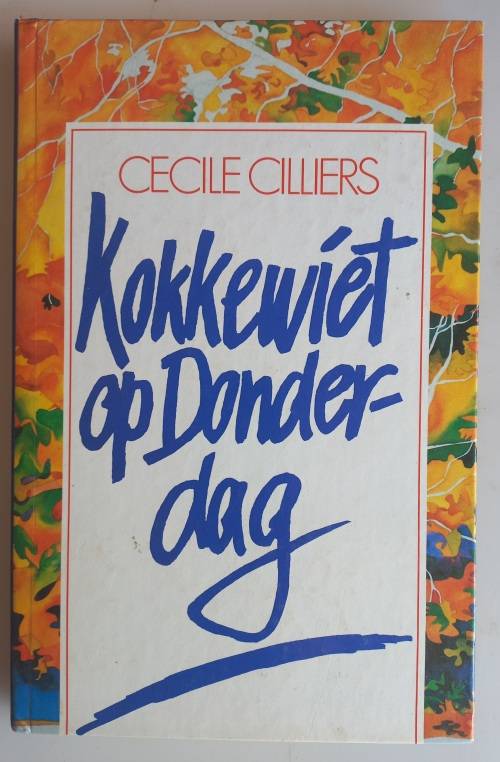 CECILE CILLIERS
Kokkewiet
op Donder-
dag